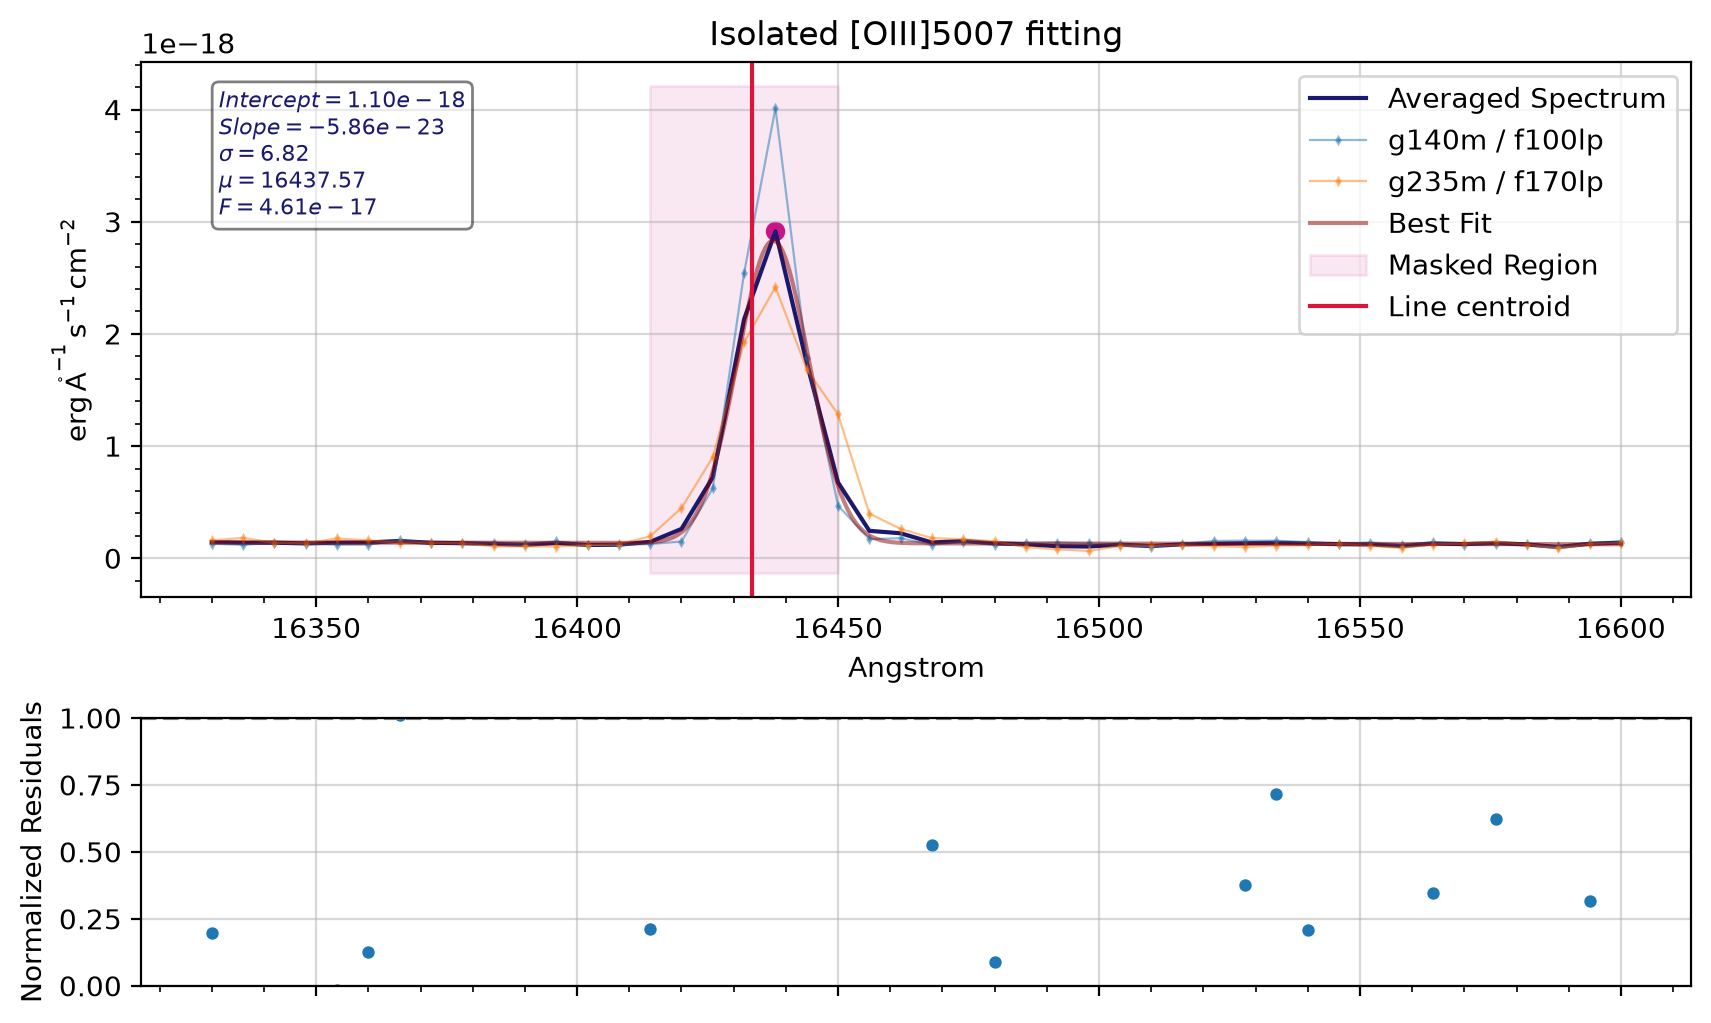 Isolated [OIII]5007 fitting
1e−18
Intercept = 1.10e − 18
Slope = −5.86e − 23
σ = 6.82
μ = 16437.57
F = 4.61e − 17
Averaged Spectrum
g140m / f100lp
g235m / f170lp
Best Fit
Masked Region
Line centroid
4
3
2
1
0
erg Å⁻¹ s⁻¹ cm⁻²
16350 16400 16450 16500 16550 16600
Angstrom
1.00
0.75
0.50
0.25
0.00
Normalized Residuals